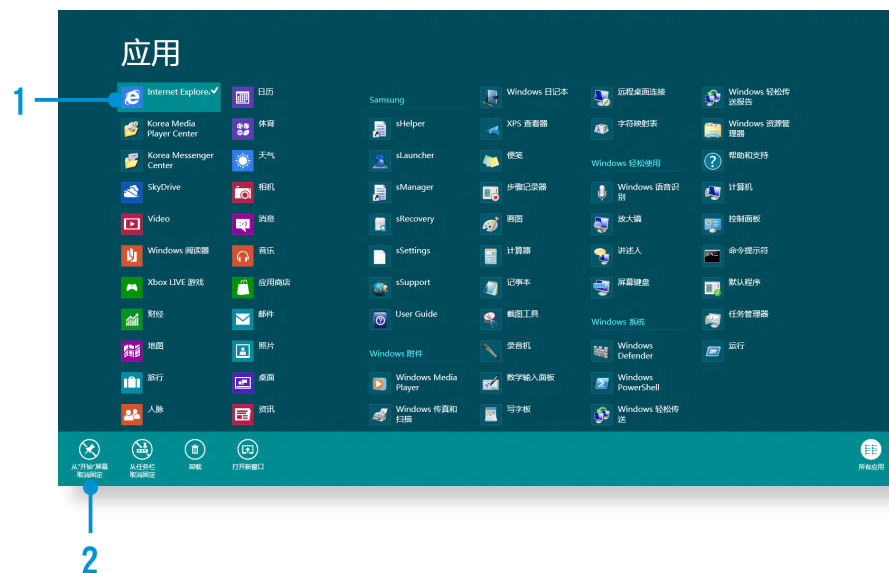 应用
1
Internet Explorer
Korea Media
Player Center
Korea Messenger
Center
SkyDrive
Video
Windows 阅读器
Xbox LIVE 游戏
财经
地图
旅行
人脉
日历
体育
天气
相机
消息
音乐
应用商店
邮件
照片
桌面
资讯
Samsung
sHelper
sLauncher
sManager
sRecovery
sSettings
sSupport
User Guide
Windows 附件
Windows Media
Player
Windows 传真和
扫描
Windows 日记本
XPS 查看器
便笺
步骤记录器
画图
计算器
记事本
截图工具
录音机
数学输入面板
写字板
远程桌面连接
字符映射表
Windows 轻松使用
Windows 语音识
别
放大镜
讲述人
屏幕键盘
Windows 系统
Windows
Defender
Windows
PowerShell
Windows 轻松传
送
Windows 轻松传
送报告
Windows 资源管
理器
帮助和支持
计算机
控制面板
命令提示符
默认程序
任务管理器
运行
从"开始"屏幕
取消固定
从任务栏
取消固定
卸载
打开新窗口
所有应用
2